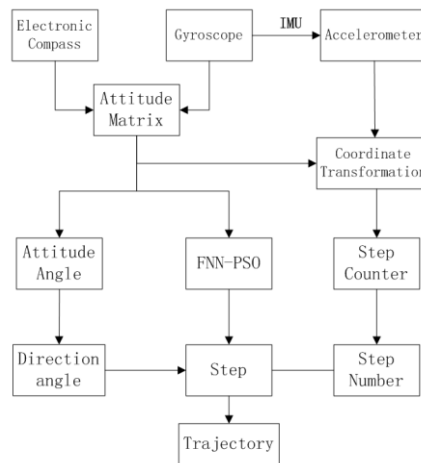 Electronic
Compass
Gyroscope
IMU
Accelerometer
Attitude
Matrix
Coordinate
Transformation
Attitude
Angle
FNN-PSO
Step
Counter
Direction
angle
Step
Step
Number
Trajectory